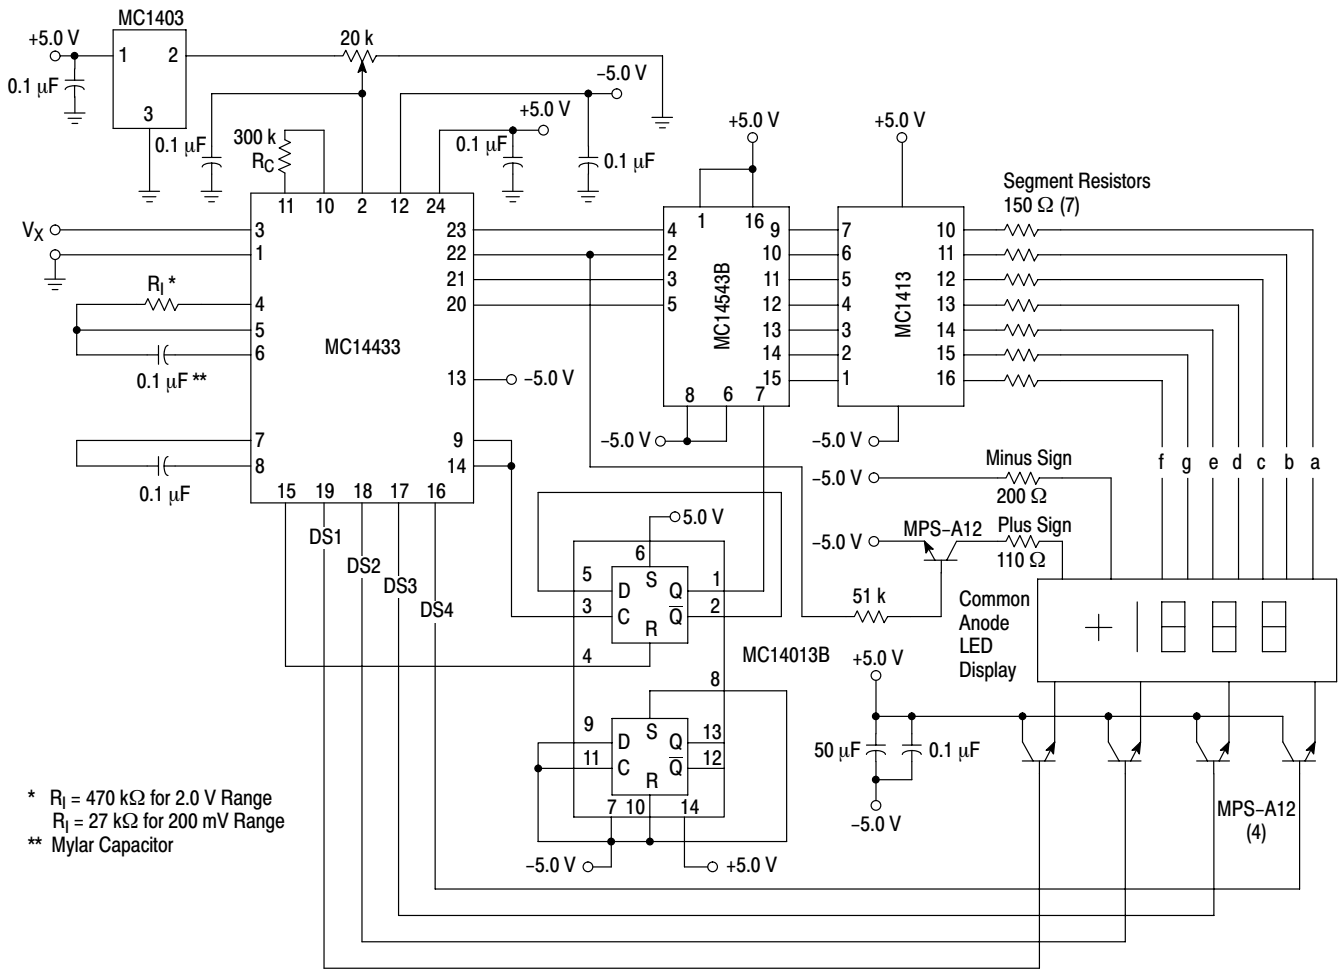 MC1403
+5.0 V
1
2
3
0.1 µF
20 k
−5.0 V
+5.0 V
0.1 µF
300 k
R_C
0.1 µF
0.1 µF
+5.0 V
+5.0 V
Segment Resistors
150 Ω (7)
11 10 2 12 24
V_X
3
1
R_I *
4
5
6
0.1 µF **
7
8
0.1 µF
MC14433
23
22
21
20
13
−5.0 V
9
14
15 19 18 17 16
DS1
DS2
DS3
DS4
1 16
4
2
3
5
MC14543B
9
10
11
12
13
14
15
8 6 7
−5.0 V
7
6
5
4
3
2
1
MC1413
10
11
12
13
14
15
16
−5.0 V
f g e d c b a
−5.0 V
Minus Sign
200 Ω
−5.0 V
MPS−A12
Plus Sign
110 Ω
51 k
5.0 V
6
5
D S Q
1
3
C Q
2
R
4
MC14013B
8
9
D S Q
13
11
C Q
12
R
7 10 14
−5.0 V
+5.0 V
Common
Anode
LED
Display
+5.0 V
50 µF
0.1 µF
−5.0 V
MPS−A12
(4)
* R_I = 470 kΩ for 2.0 V Range
R_I = 27 kΩ for 200 mV Range
** Mylar Capacitor